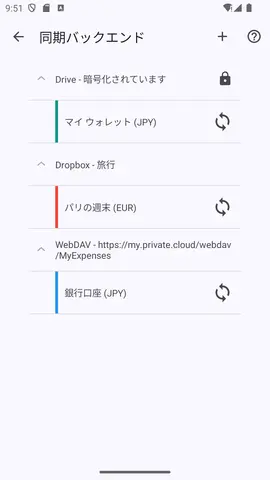 9:51
同期バックエンド
Drive - 暗号化されています
マイ ウォレット (JPY)
Dropbox - 旅行
パリの週末 (EUR)
WebDAV - https://my.private.cloud/webdav
/MyExpenses
銀行口座 (JPY)